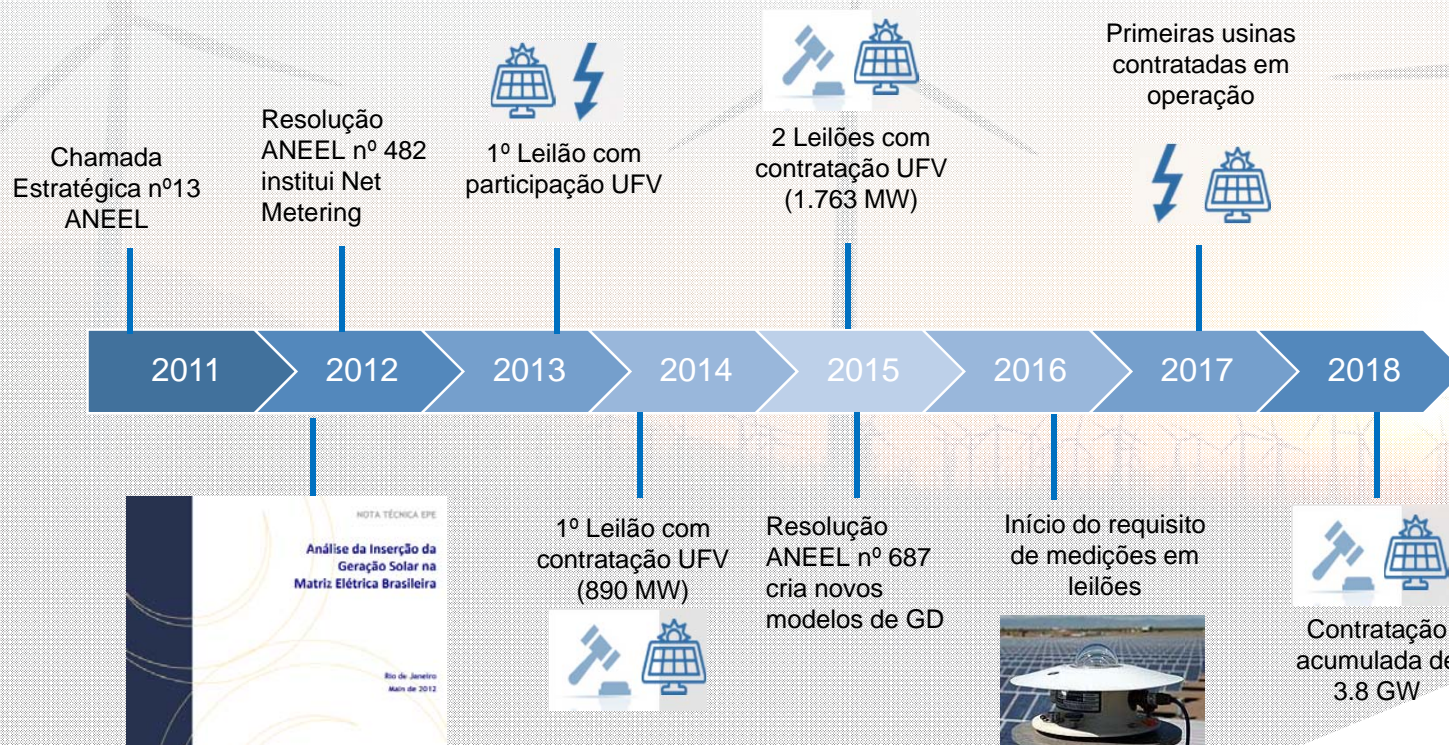 Chamada
Estratégica nº13
ANEEL
Resolução
ANEEL nº 482
institui Net
Metering
1º Leilão com
participação UFV
2 Leilões com
contratação UFV
(1.763 MW)
Primeiras usinas
contratadas em
operação
2011
2012
2013
2014
2015
2016
2017
2018
NOTA TÉCNICA EPE
Análise da Inserção da
Geração Solar na
Matriz Elétrica Brasileira
Rio de Janeiro
Maio de 2012
1º Leilão com
contratação UFV
(890 MW)
Resolução
ANEEL nº 687
cria novos
modelos de GD
Início do requisito
de medições em
leilões
Contratação
acumulada de
3.8 GW